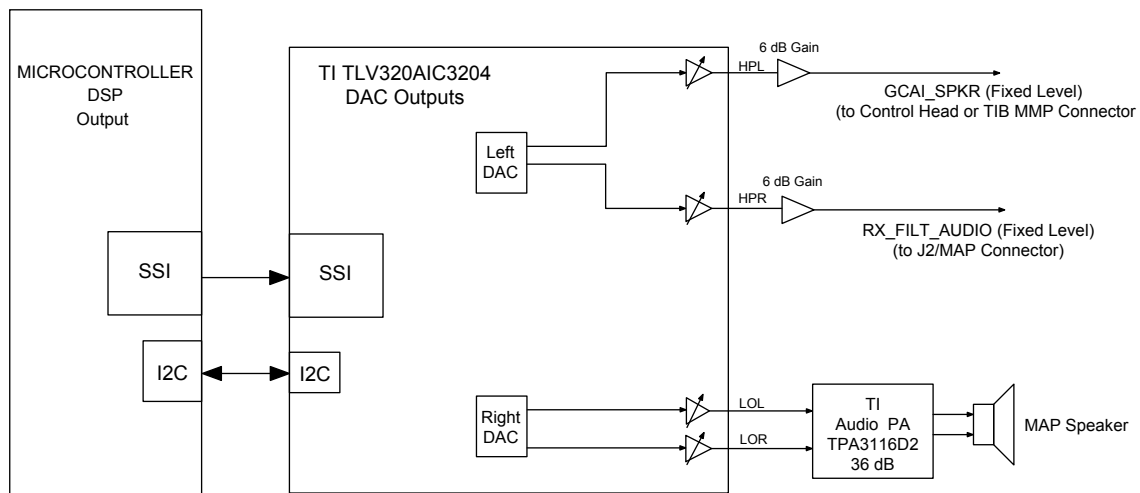 MICROCONTROLLER
DSP
Output
TI TLV320AIC3204
DAC Outputs
6 dB Gain
HPL
GCAI_SPKR (Fixed Level)
(to Control Head or TIB MMP Connector
Left
DAC
6 dB Gain
HPR
RX_FILT_AUDIO (Fixed Level)
(to J2/MAP Connector)
SSI
SSI
I2C
I2C
Right
DAC
LOL
LOR
TI
Audio PA
TPA3116D2
36 dB
MAP Speaker